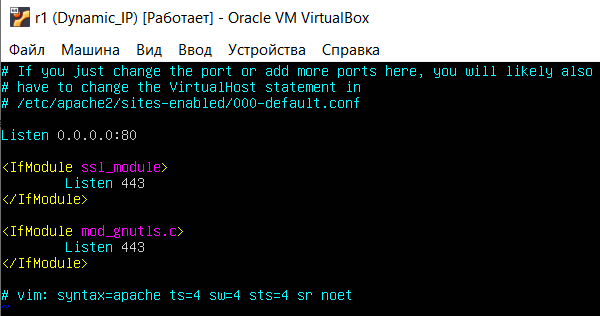 r1 (Dynamic_IP) [Работает] - Oracle VM VirtualBox
Файл Машина Вид Ввод Устройства Справка
# If you just change the port or add more ports here, you will likely also
# have to change the VirtualHost statement in
# /etc/apache2/sites-enabled/000-default.conf
Listen 0.0.0.0:80
<IfModule ssl_module>
Listen 443
</IfModule>
<IfModule mod_gnutls.c>
Listen 443
</IfModule>
# vim: syntax=apache ts=4 sw=4 sts=4 sr noet